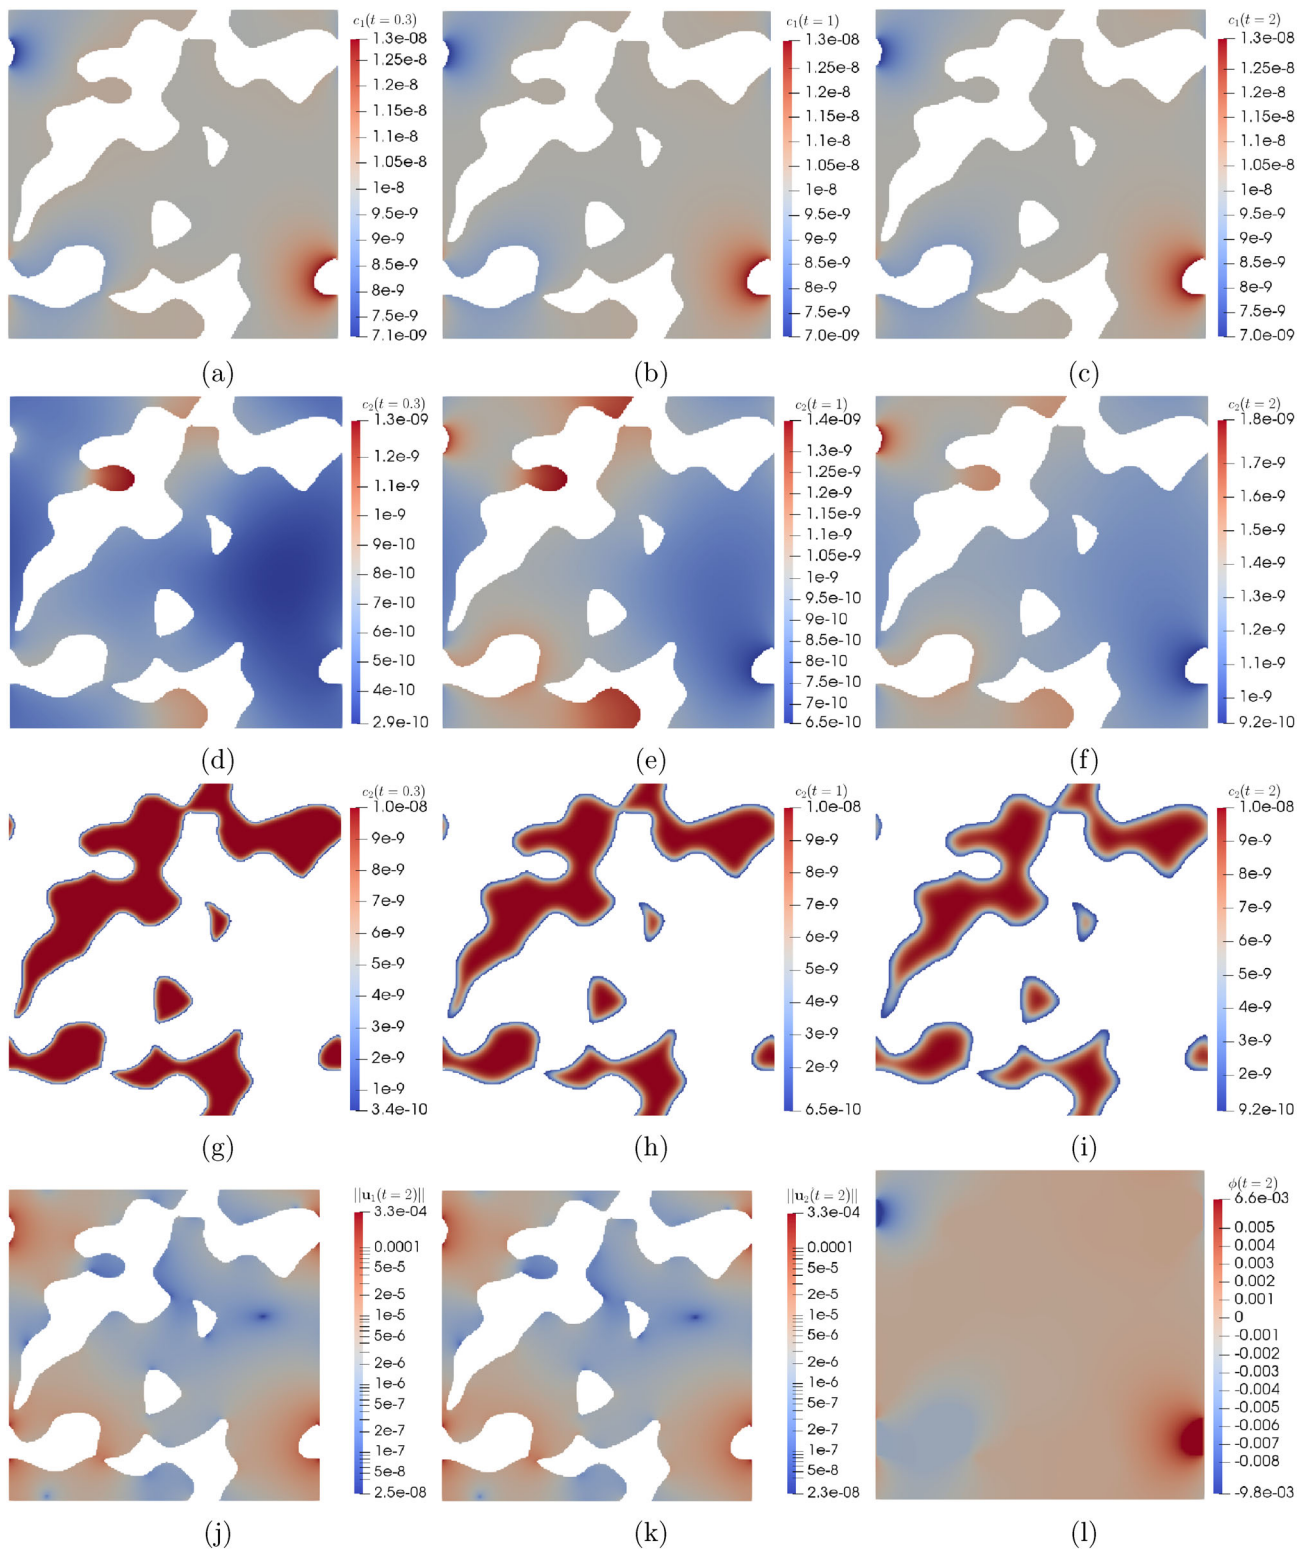 c₁(t = 0.3)
1.3e-08
1.25e-8
1.2e-8
1.15e-8
1.1e-8
1.05e-8
1e-8
9.5e-9
9e-9
8.5e-9
8e-9
7.5e-9
7.1e-09
(a)
c₁(t = 1)
1.3e-08
1.25e-8
1.2e-8
1.15e-8
1.1e-8
1.05e-8
1e-8
9.5e-9
9e-9
8.5e-9
8e-9
7.5e-9
7.0e-09
(b)
c₁(t = 2)
1.3e-08
1.25e-8
1.2e-8
1.15e-8
1.1e-8
1.05e-8
1e-8
9.5e-9
9e-9
8.5e-9
8e-9
7.5e-9
7.0e-09
(c)
c₂(t = 0.3)
1.3e-09
1.2e-9
1.1e-9
1e-9
9e-10
8e-10
7e-10
6e-10
5e-10
4e-10
2.9e-10
(d)
c₂(t = 1)
1.4e-09
1.3e-9
1.25e-9
1.2e-9
1.15e-9
1.1e-9
1.05e-9
1e-9
9.5e-10
9e-10
8.5e-10
8e-10
7.5e-10
7e-10
6.5e-10
(e)
c₂(t = 2)
1.8e-09
1.7e-9
1.6e-9
1.5e-9
1.4e-9
1.3e-9
1.2e-9
1.1e-9
1e-9
9.2e-10
(f)
c₂(t = 0.3)
1.0e-08
9e-9
8e-9
7e-9
6e-9
5e-9
4e-9
3e-9
2e-9
1e-9
3.4e-10
(g)
c₂(t = 1)
1.0e-08
9e-9
8e-9
7e-9
6e-9
5e-9
4e-9
3e-9
2e-9
6.5e-10
(h)
c₂(t = 2)
1.0e-08
9e-9
8e-9
7e-9
6e-9
5e-9
4e-9
3e-9
2e-9
9.2e-10
(i)
||u₁(t = 2)||
3.3e-04
0.0001
5e-5
2e-5
1e-5
5e-6
2e-6
1e-6
5e-7
2e-7
1e-7
5e-8
2.5e-08
(j)
||u₂(t = 2)||
3.3e-04
0.0001
5e-5
2e-5
1e-5
5e-6
2e-6
1e-6
5e-7
2e-7
1e-7
5e-8
2.3e-08
(k)
ϕ(t = 2)
6.6e-03
0.005
0.004
0.003
0.002
0.001
0
-0.001
-0.002
-0.003
-0.004
-0.005
-0.006
-0.007
-0.008
-9.8e-03
(l)